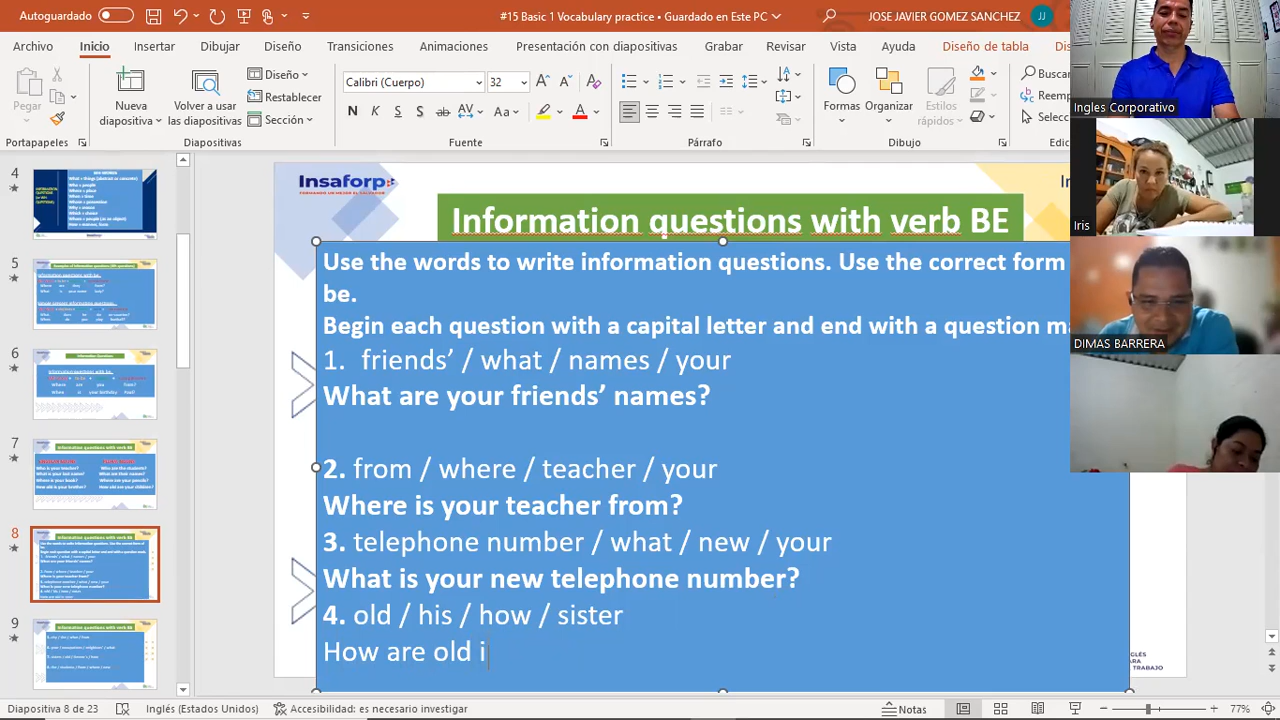 Autoguardado
#15 Basic 1 Vocabulary practice • Guardado en Este PC
JOSE JAVIER GOMEZ SANCHEZ
JJ
Archivo
Inicio
Insertar
Dibujar
Diseño
Transiciones
Animaciones
Presentación con diapositivas
Grabar
Revisar
Vista
Ayuda
Diseño de tabla
Pegar
Nueva diapositiva
Volver a usar las diapositivas
Diseño
Restablecer
Sección
Calibri (Cuerpo)
32
Formas
Organizar
Estilos rápidos
Portapapeles
Diapositivas
Fuente
Párrafo
Dibujo
Ingles Corporativo
Iris
DIMAS BARRERA
4
5
6
7
8
9
Insaforp
Information questions with verb BE
Use the words to write information questions. Use the correct form
be.
Begin each question with a capital letter and end with a question
1. friends’ / what / names / your
What are your friends’ names?
2. from / where / teacher / your
Where is your teacher from?
3. telephone number / what / new / your
What is your new telephone number?
4. old / his / how / sister
How are old i
Diapositiva 8 de 23
Inglés (Estados Unidos)
Accesibilidad: es necesario investigar
Notas
77%